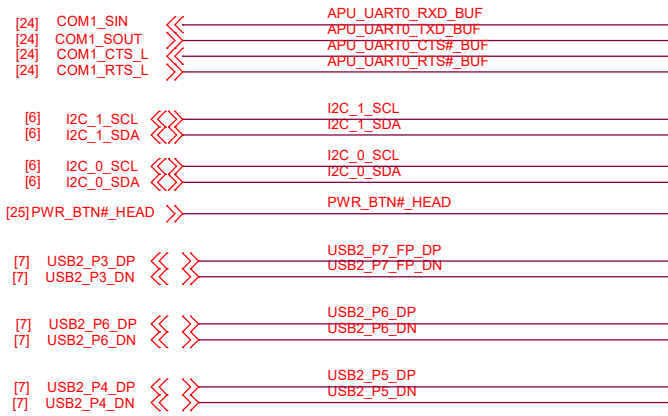 [24] COM1_SIN APU_UART0_RXD_BUF
[24] COM1_SOUT APU_UART0_TXD_BUF
[24] COM1_CTS_L APU_UART0_CTS#_BUF
[24] COM1_RTS_L APU_UART0_RTS#_BUF
[6] I2C_1_SCL I2C_1_SCL
[6] I2C_1_SDA I2C_1_SDA
[6] I2C_0_SCL I2C_0_SCL
[6] I2C_0_SDA I2C_0_SDA
[25] PWR_BTN#_HEAD PWR_BTN#_HEAD
[7] USB2_P3_DP USB2_P7_FP_DP
[7] USB2_P3_DN USB2_P7_FP_DN
[7] USB2_P6_DP USB2_P6_DP
[7] USB2_P6_DN USB2_P6_DN
[7] USB2_P4_DP USB2_P5_DP
[7] USB2_P4_DN USB2_P5_DN